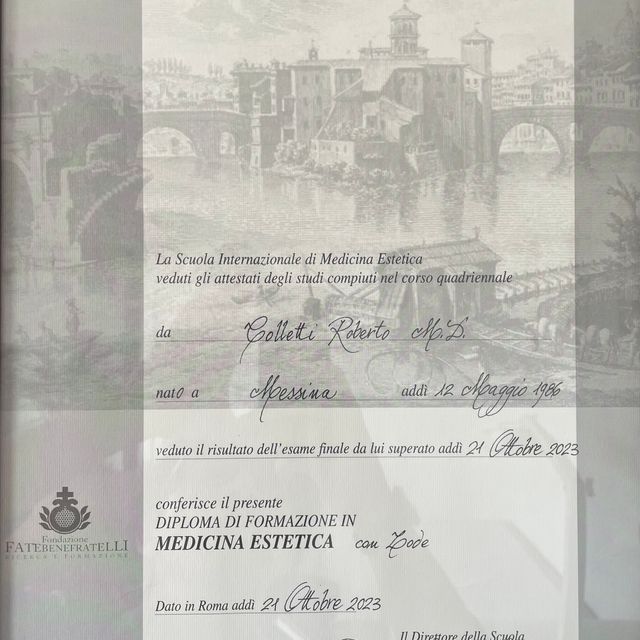 La Scuola Internazionale di Medicina Estetica
veduti gli attestati degli studi compiuti nel corso quadriennale
da Colletti Roberto M.D.
nato a Messina addì 12 Maggio 1986
veduto il risultato dell'esame finale da lui superato addì 21 Ottobre 2023
conferisce il presente
DIPLOMA DI FORMAZIONE IN
MEDICINA ESTETICA con Lode
Fondazione
FATEBENEFRATELLI
RICERCA E FORMAZIONE
Dato in Roma addì 21 Ottobre 2023
Il Direttore della Scuola